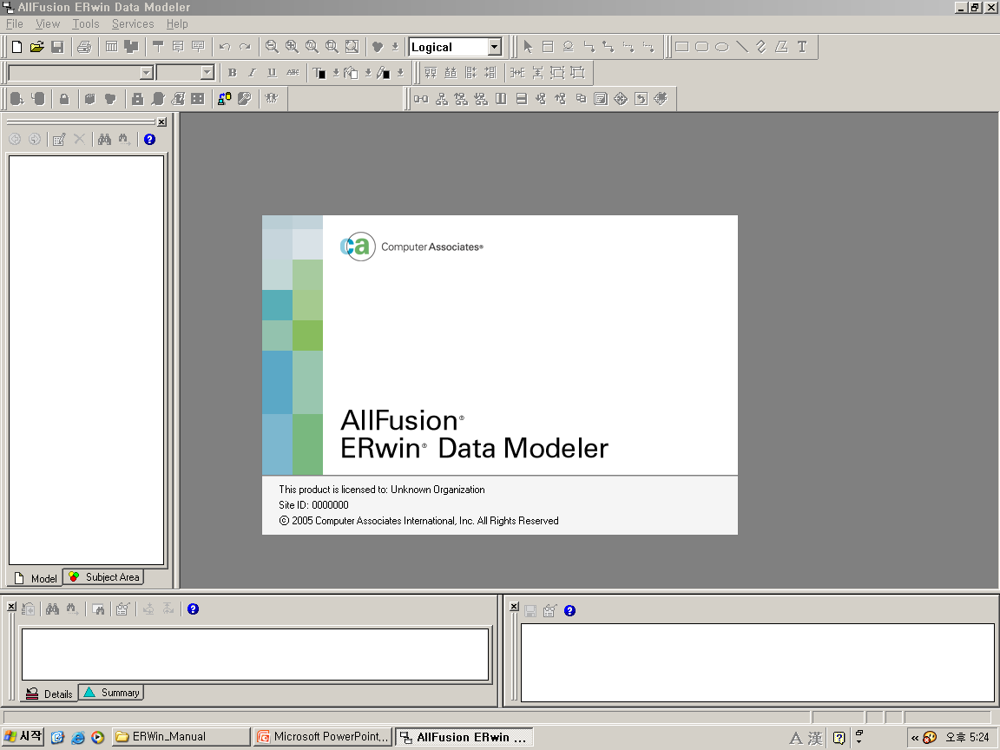 AllFusion ERwin Data Modeler
File View Tools Services Help
Logical
B I U ABC
T
ca Computer Associates®
AllFusion®
ERwin® Data Modeler
This product is licensed to: Unknown Organization
Site ID: 0000000
© 2005 Computer Associates International, Inc. All Rights Reserved
Model Subject Area
Details Summary
시작 ERWin_Manual Microsoft PowerPoint... AllFusion ERwin ... A 漢 « 오후 5:24